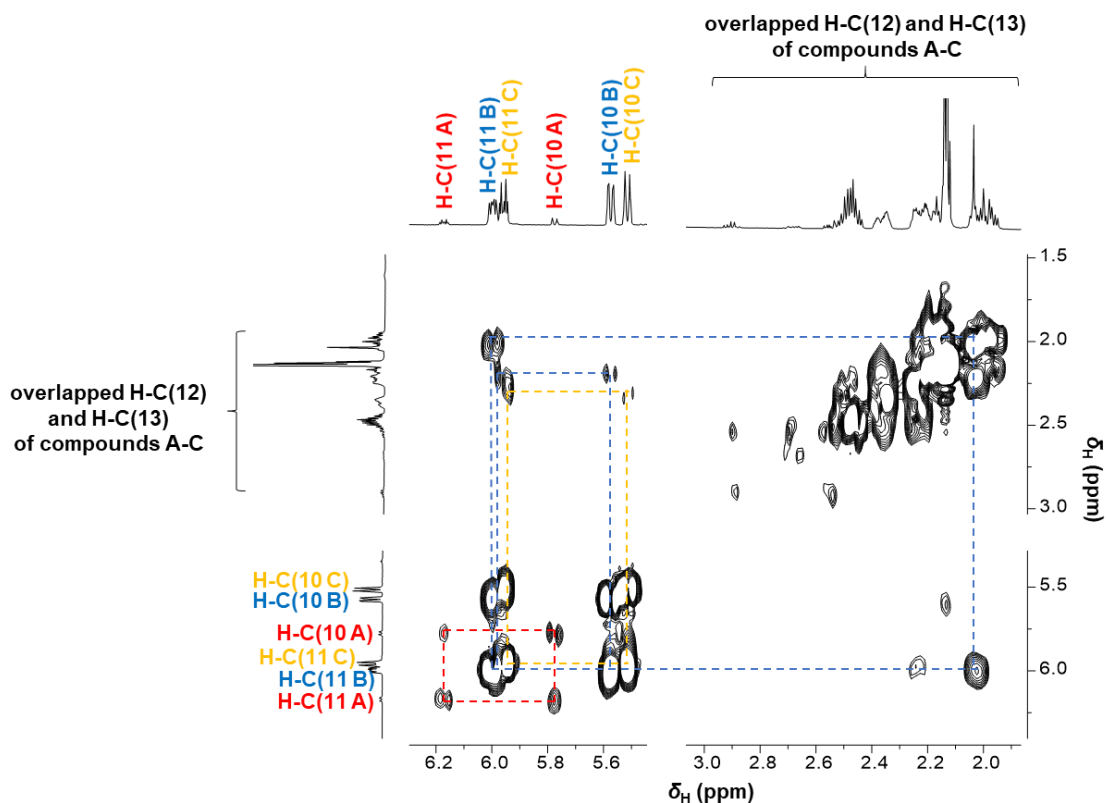 overlapped H-C(12) and H-C(13)
of compounds A-C
H-C(11 A)
H-C(11 B)
H-C(11 C)
H-C(10 A)
H-C(10 B)
H-C(10 C)
overlapped H-C(12)
and H-C(13)
of compounds A-C
1.5
2.0
2.5
3.0
5.5
6.0
δH (ppm)
H-C(10 C)
H-C(10 B)
H-C(10 A)
H-C(11 C)
H-C(11 B)
H-C(11 A)
6.2 6.0 5.8 5.6 3.0 2.8 2.6 2.4 2.2 2.0
δH (ppm)